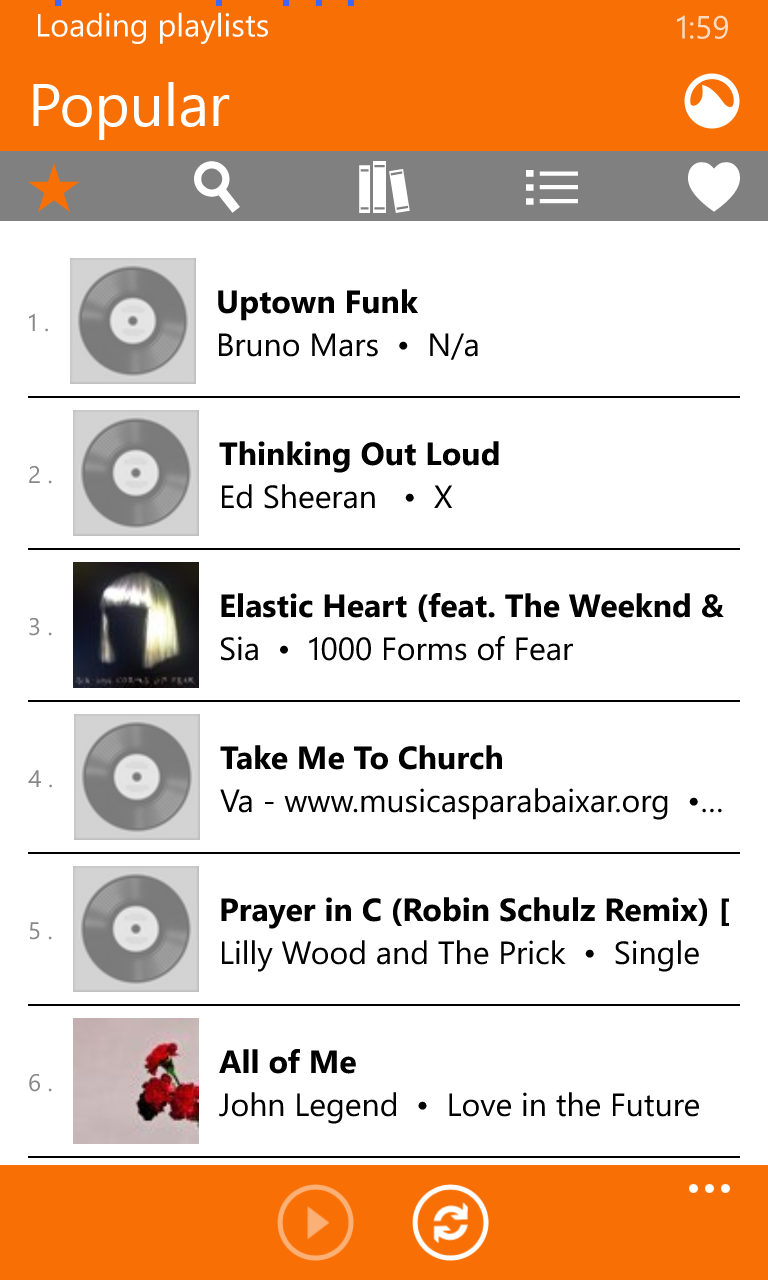 Loading playlists 1:59
Popular
1 .
Uptown Funk
Bruno Mars • N/a
2 .
Thinking Out Loud
Ed Sheeran • X
3 .
Elastic Heart (feat. The Weeknd &
Sia • 1000 Forms of Fear
4 .
Take Me To Church
Va - www.musicasparabaixar.org •...
5 .
Prayer in C (Robin Schulz Remix) [
Lilly Wood and The Prick • Single
6 .
All of Me
John Legend • Love in the Future